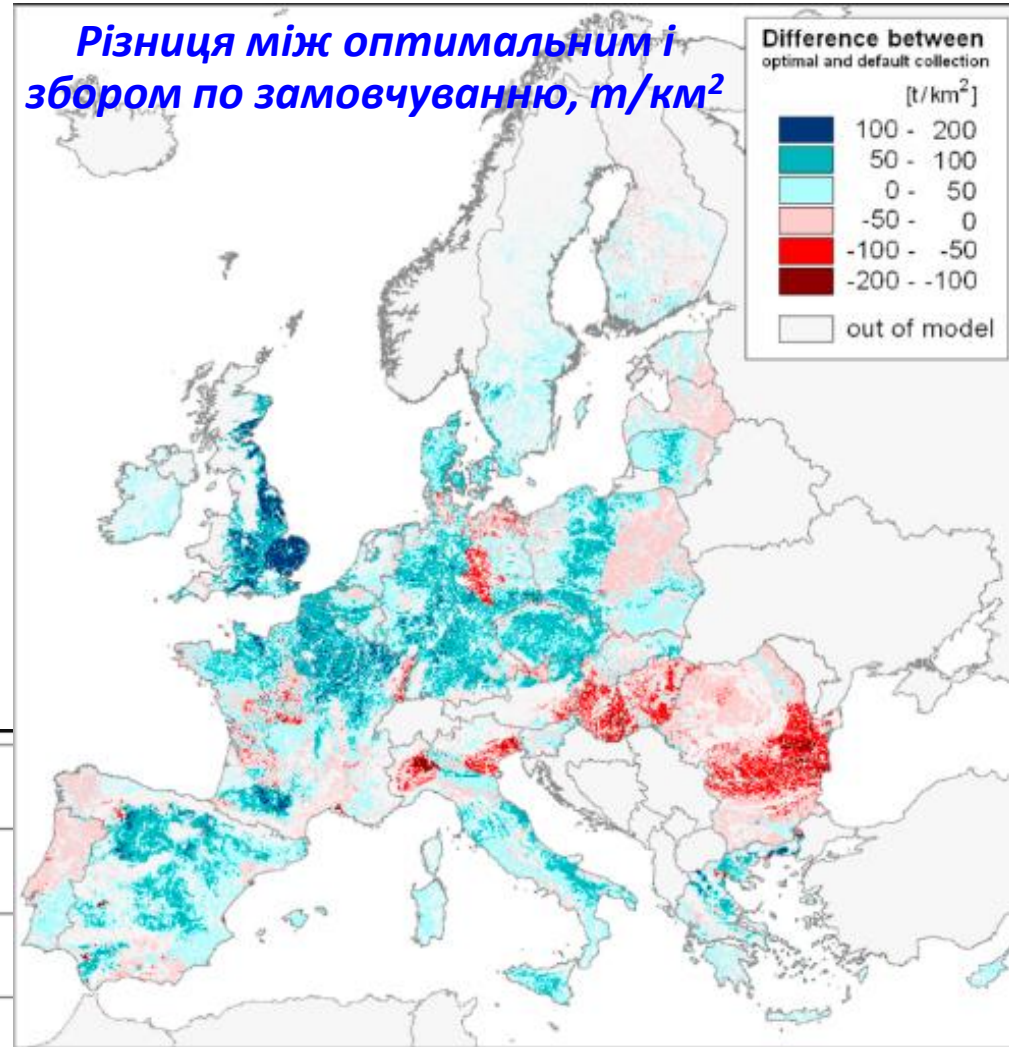 Різниця між оптимальним і
збором по замовчуванню, т/км²
Difference between
optimal and default collection
[t/km²]
100 - 200
50 - 100
0 - 50
-50 - 0
-100 - -50
-200 - -100
out of model